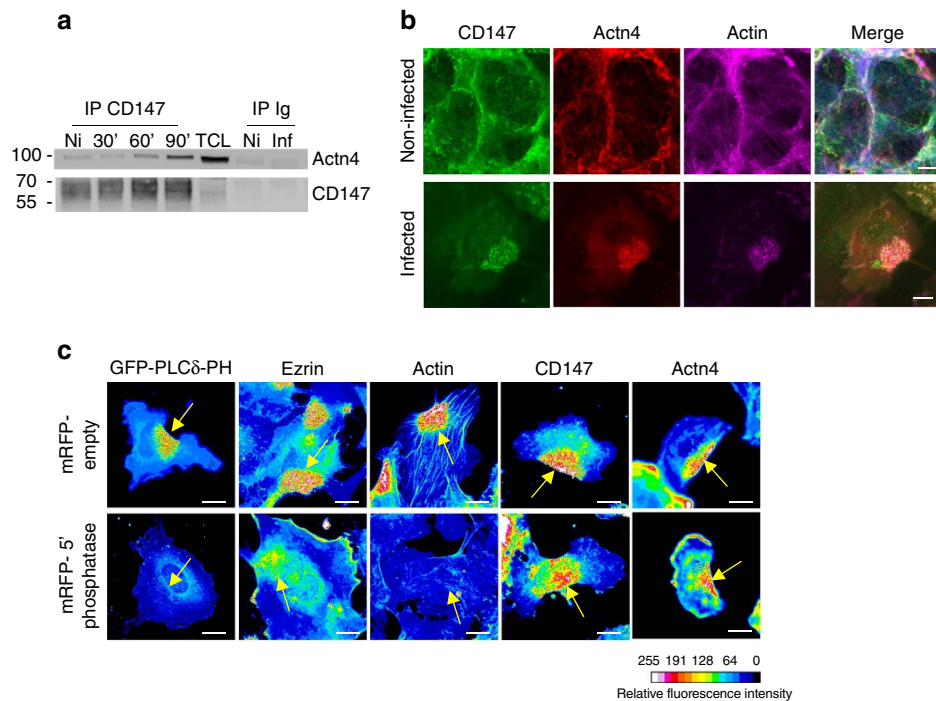 a
IP CD147 IP Ig
Ni 30' 60' 90' TCL Ni Inf
100 - Actn4
70 - CD147
55 -
b
CD147 Actn4 Actin Merge
Non-infected
Infected
c
GFP-PLCδ-PH Ezrin Actin CD147 Actn4
mRFP-
empty
mRFP- 5'
phosphatase
255 191 128 64 0
Relative fluorescence intensity